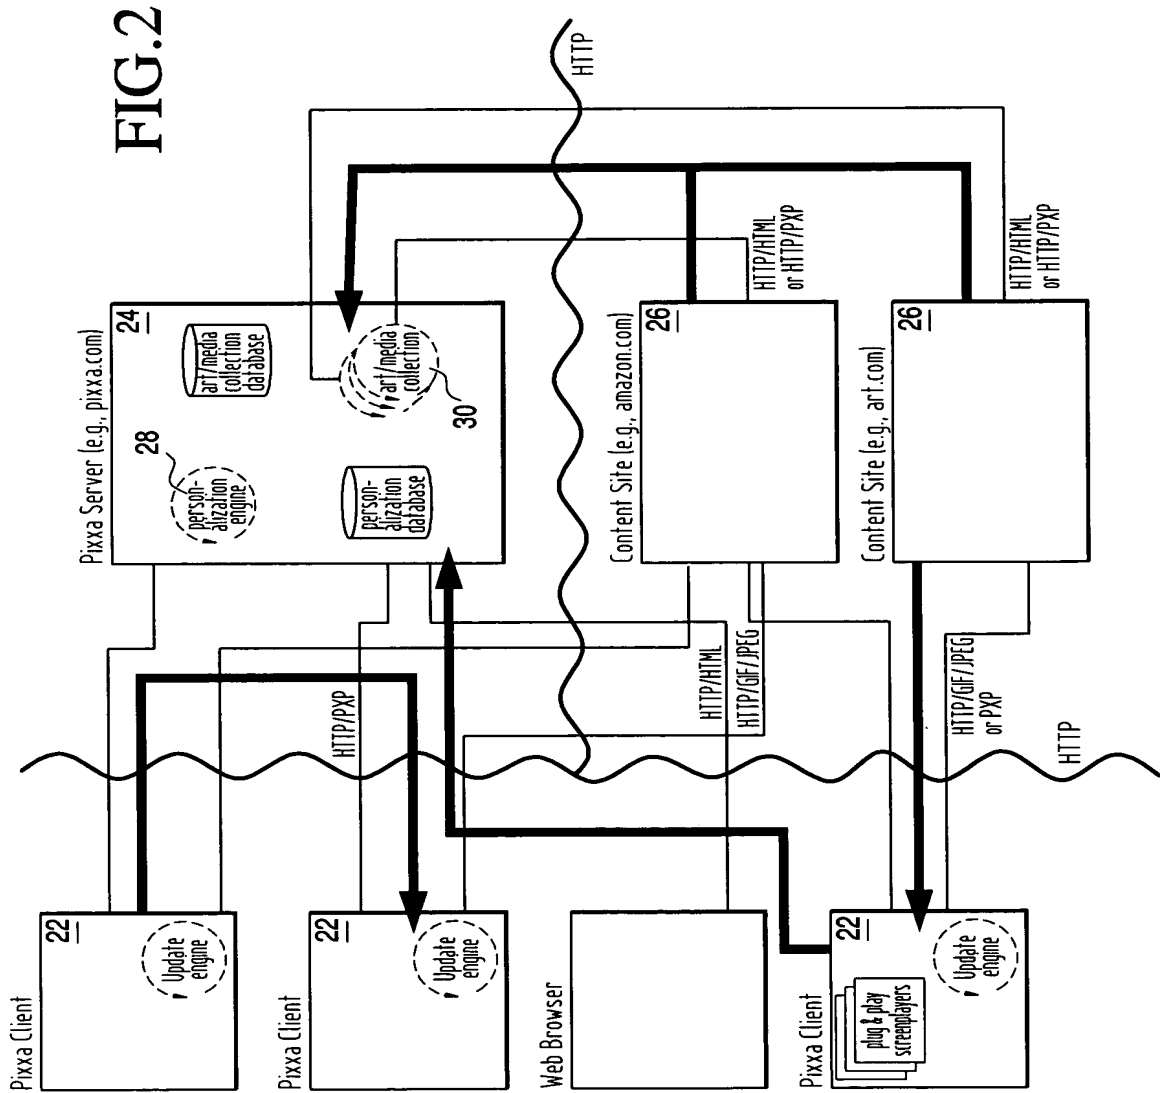 FIG.2
Pixxa Client
22
Update
engine
Pixxa Client
22
Update
engine
Web Browser
Pixxa Client
22
plug & play
screenplayers
Update
engine
HTTP/PXP
HTTP/HTML
HTTP/GIF/JPEG
HTTP/GIF/JPEG
or PXP
HTTP
Pixxa Server (e.g., pixxa.com)
24
28
person-
alization
engine
art/media
collection
database
person-
alization
database
art/media
collection
30
Content Site (e.g., amazon.com)
26
Content Site (e.g., art.com)
26
HTTP/HTML
or HTTP/PXP
HTTP/HTML
or HTTP/PXP
HTTP